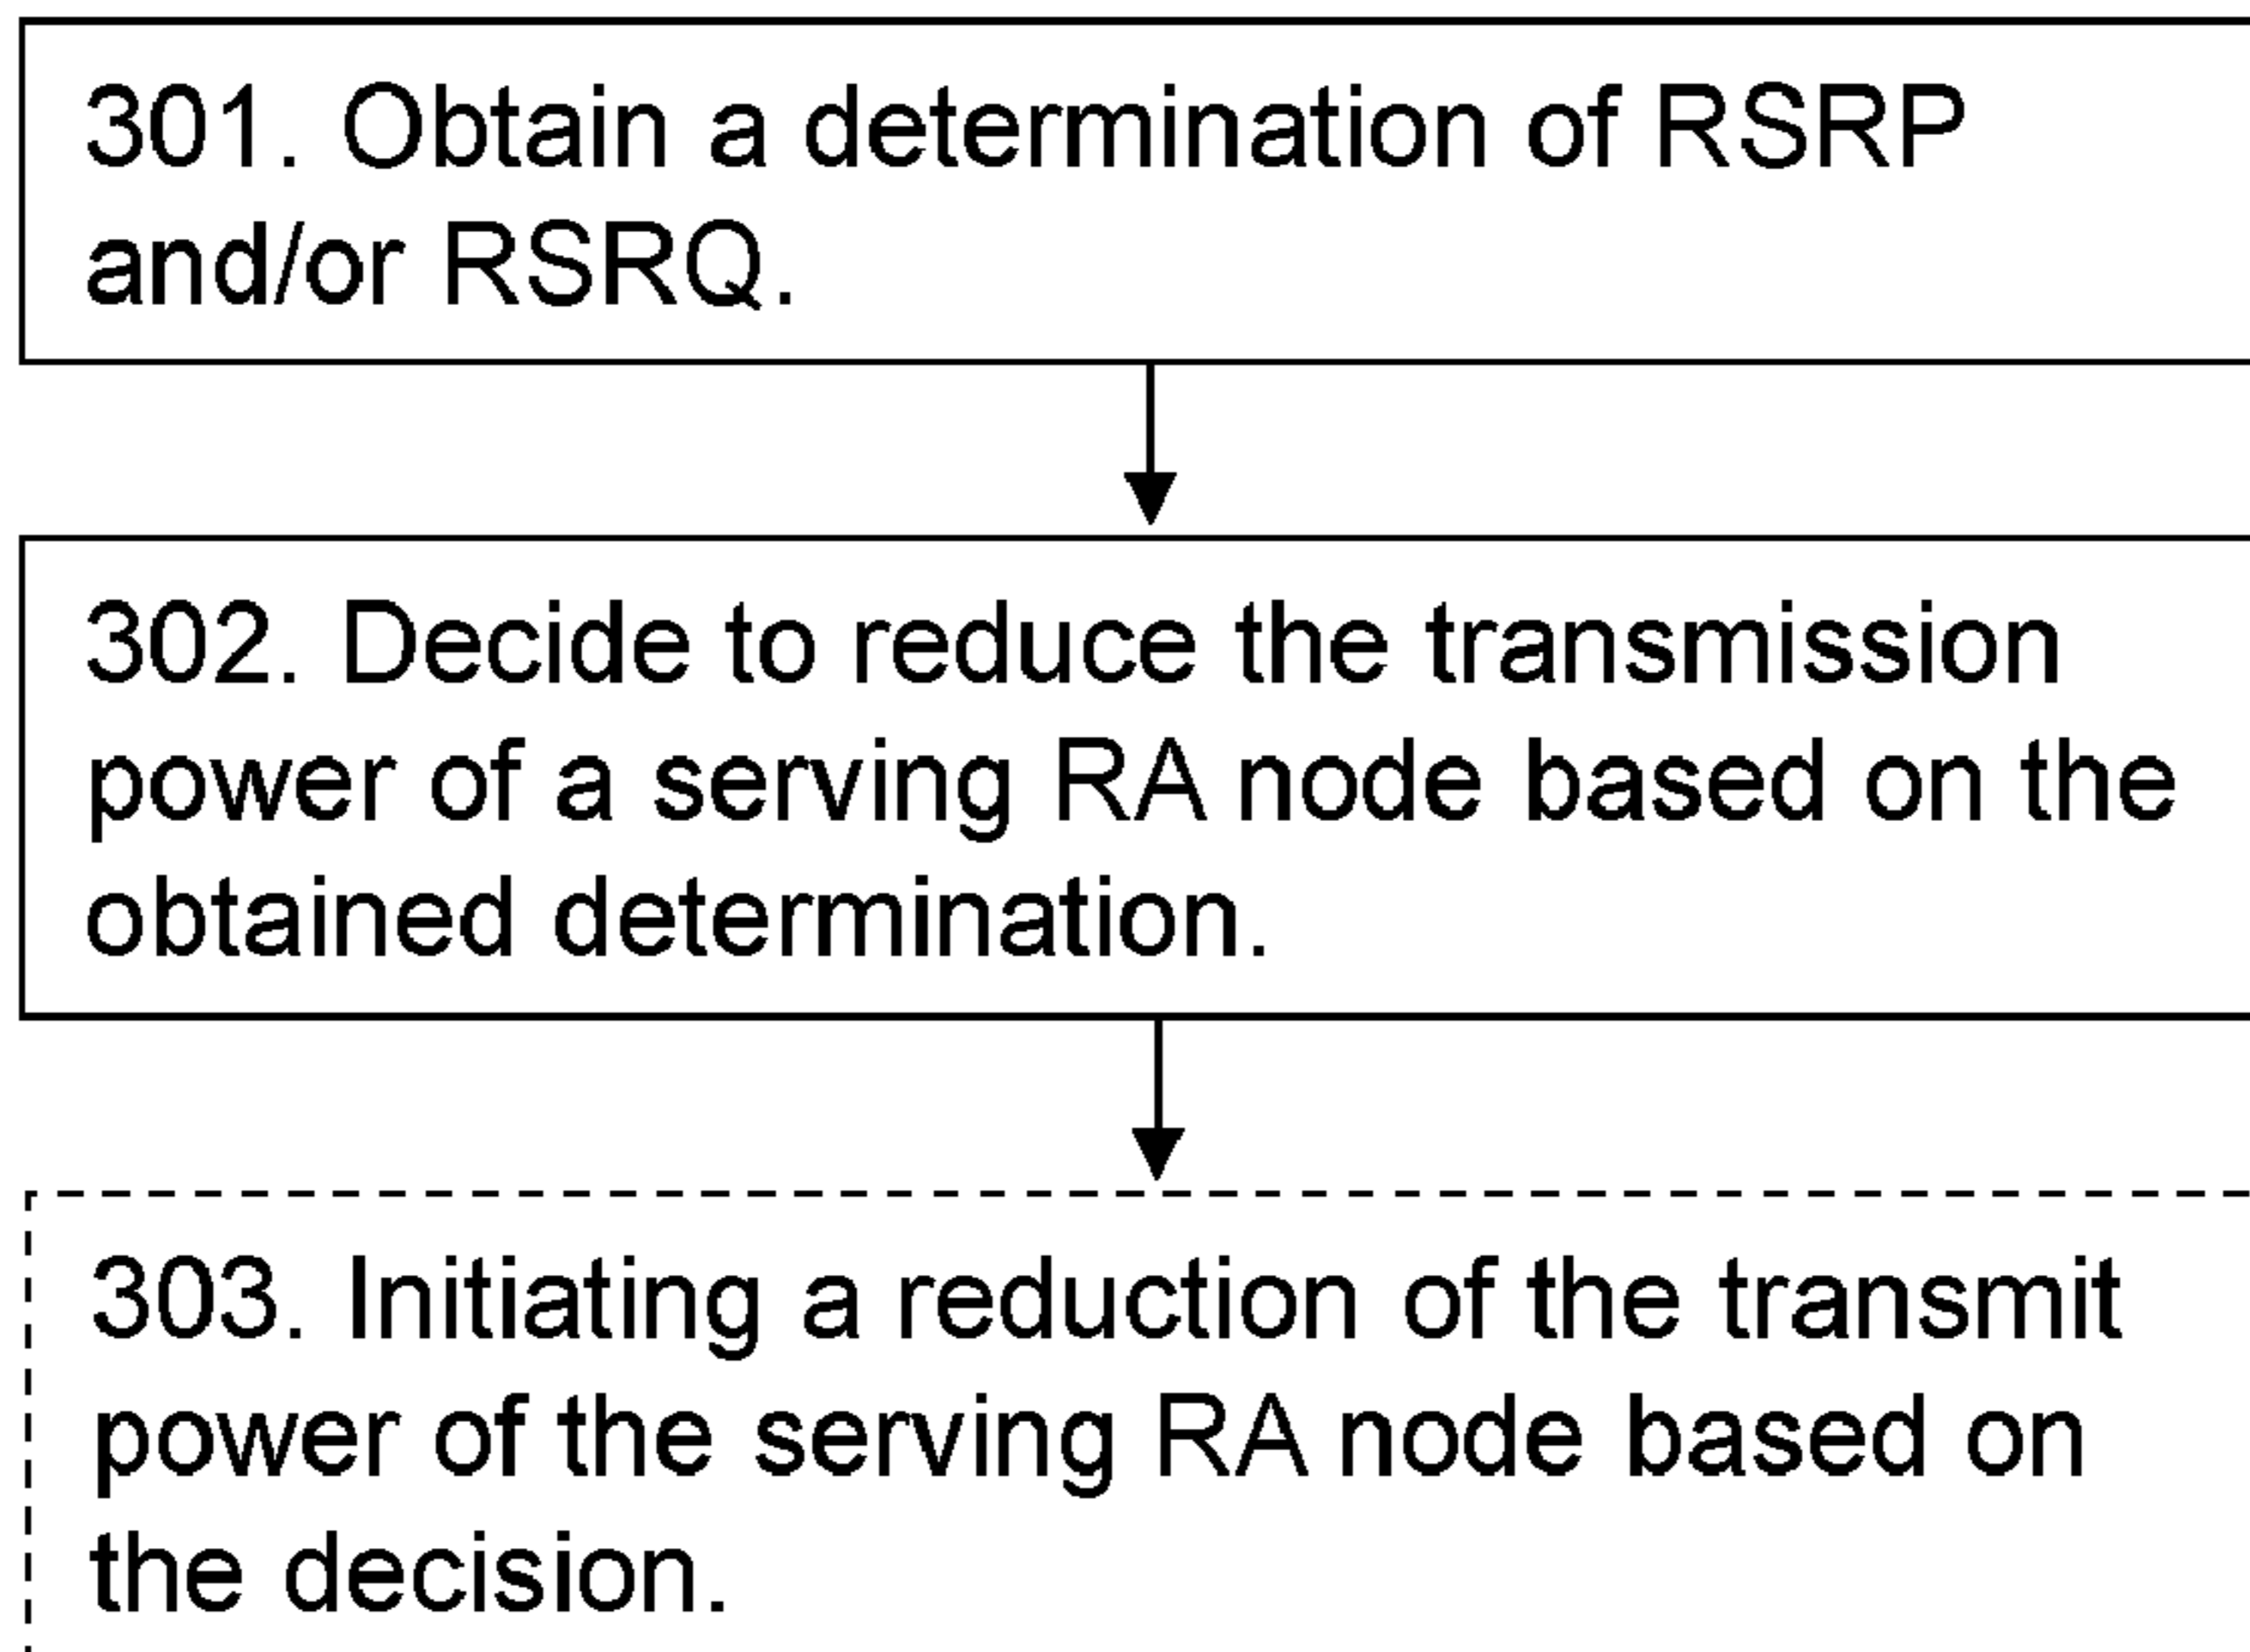 301. Obtain a determination of RSRP
and/or RSRQ.
302. Decide to reduce the transmission
power of a serving RA node based on the
obtained determination.
303. Initiating a reduction of the transmit
power of the serving RA node based on
the decision.